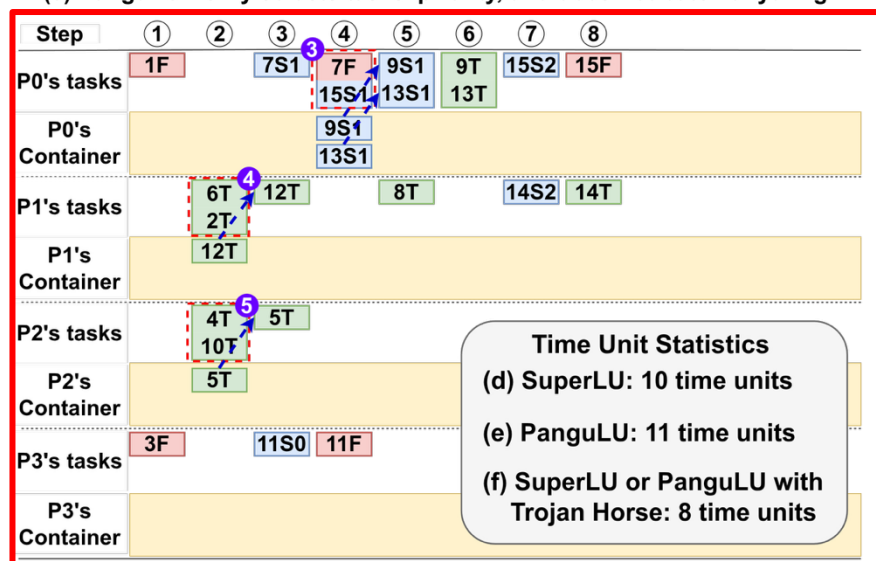 Step ① ② ③ ④ ⑤ ⑥ ⑦ ⑧
P0's tasks 1F 7S1 7F 9S1 9T 15S2 15F
3
15S1 13S1 13T
P0's Container 9S1
13S1
P1's tasks 6T 12T 8T 14S2 14T
4
2T
P1's Container 12T
P2's tasks 4T 5T
5
10T
P2's Container 5T
P3's tasks 3F 11S0 11F
P3's Container
Time Unit Statistics
(d) SuperLU: 10 time units
(e) PanguLU: 11 time units
(f) SuperLU or PanguLU with
Trojan Horse: 8 time units